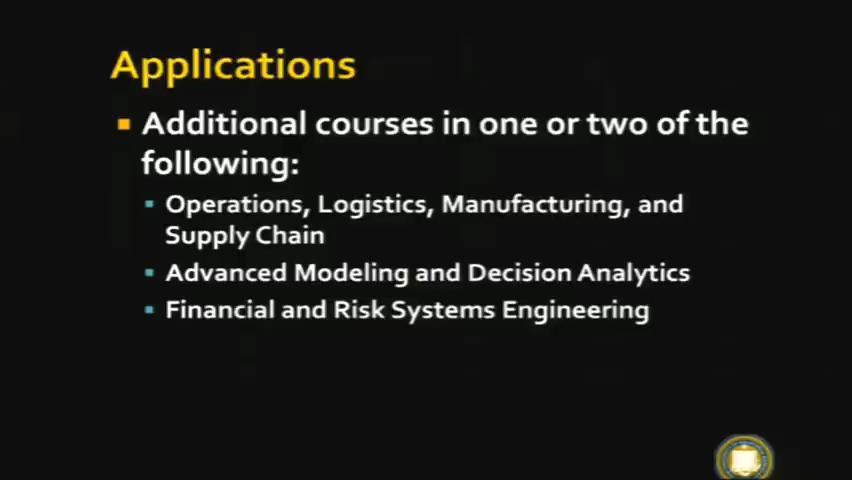 Applications
Additional courses in one or two of the
following:
Operations, Logistics, Manufacturing, and
Supply Chain
Advanced Modeling and Decision Analytics
Financial and Risk Systems Engineering